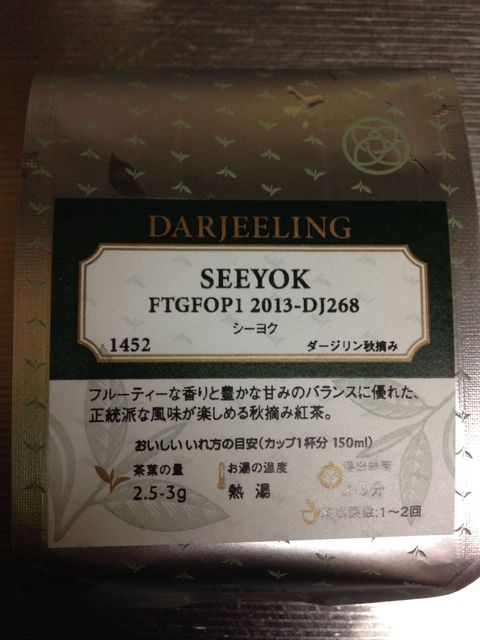 DARJEELING
SEEYOK
FTGFOP1 2013-DJ268
シーヨク
1452 ダージリン秋摘み
フルーティーな香りと豊かな甘みのバランスに優れた、
正統派な風味が楽しめる秋摘み紅茶。
おいしいいれ方の目安(カップ1杯分 150ml)
茶葉の量 お湯の温度
2.5-3g 熱湯 分
:1〜2回